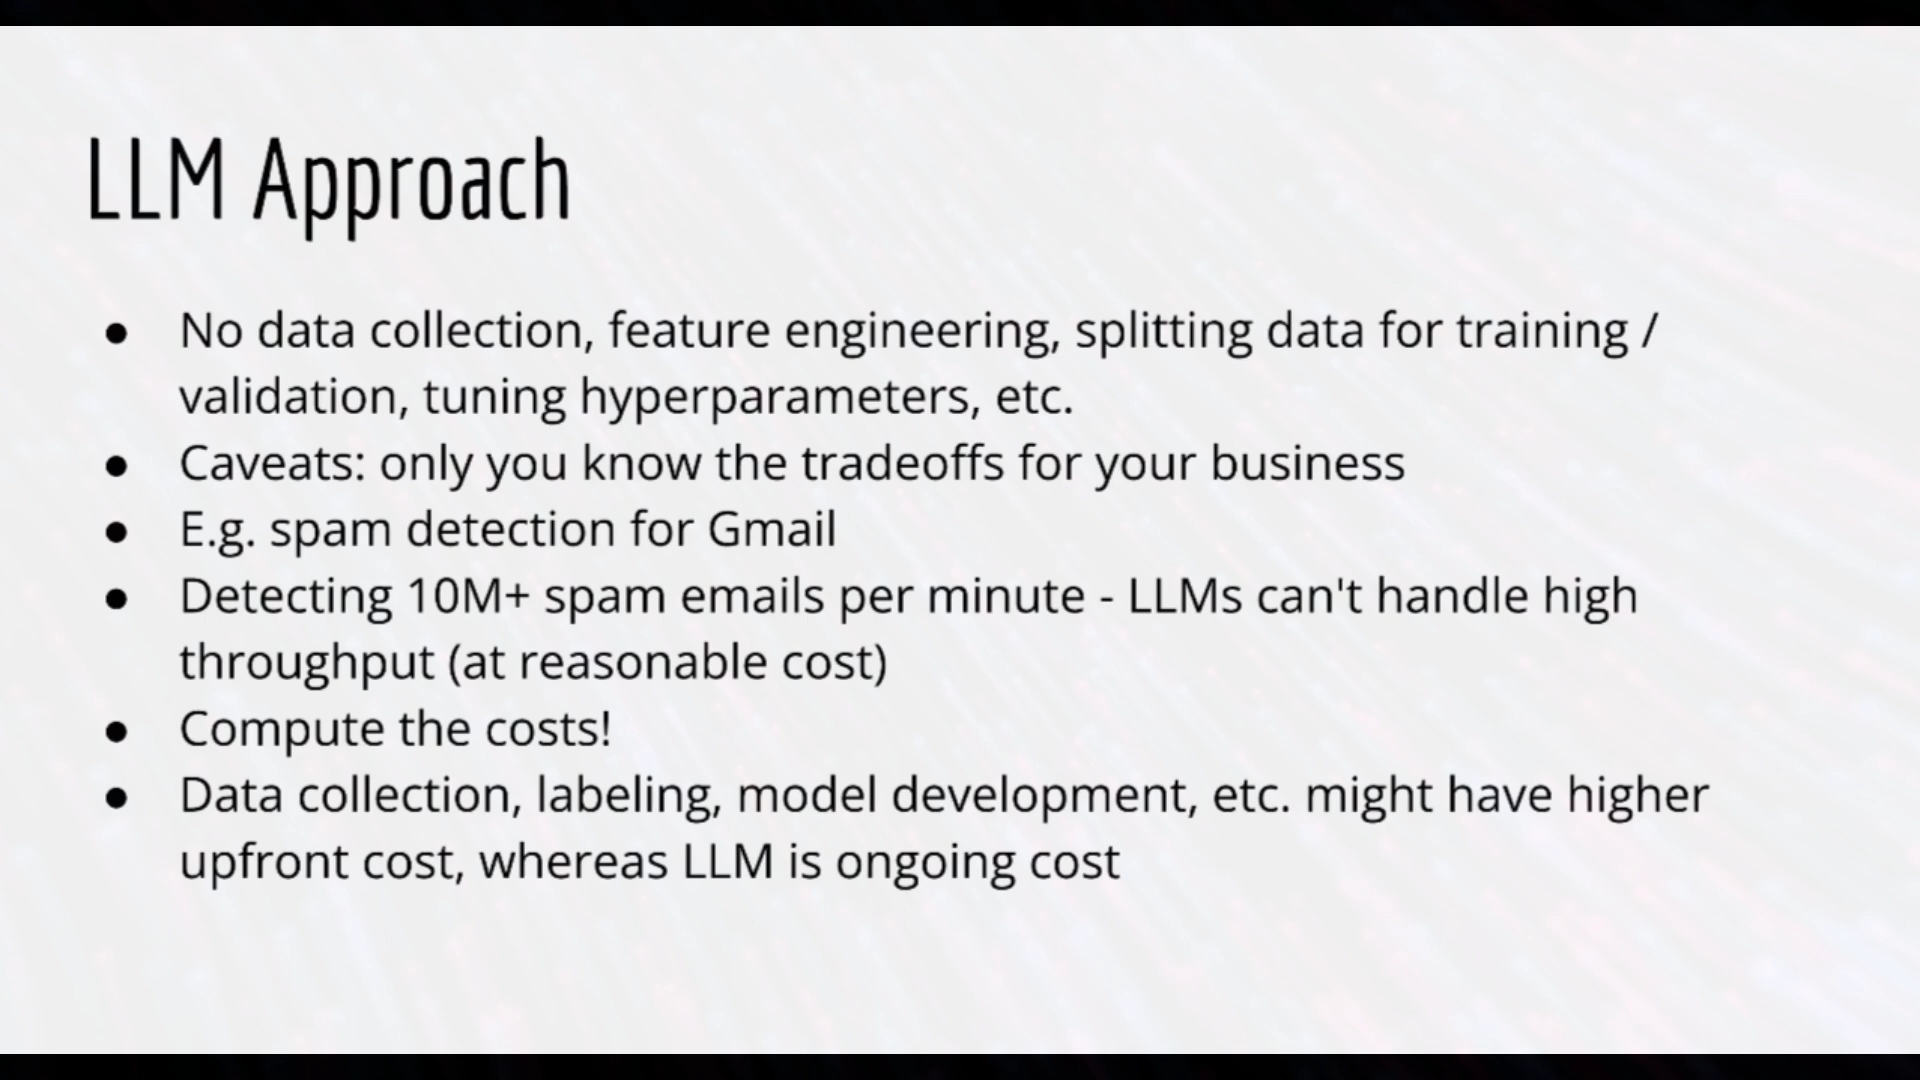 LLM Approach
● No data collection, feature engineering, splitting data for training /
validation, tuning hyperparameters, etc.
● Caveats: only you know the tradeoffs for your business
● E.g. spam detection for Gmail
● Detecting 10M+ spam emails per minute - LLMs can't handle high
throughput (at reasonable cost)
● Compute the costs!
● Data collection, labeling, model development, etc. might have higher
upfront cost, whereas LLM is ongoing cost